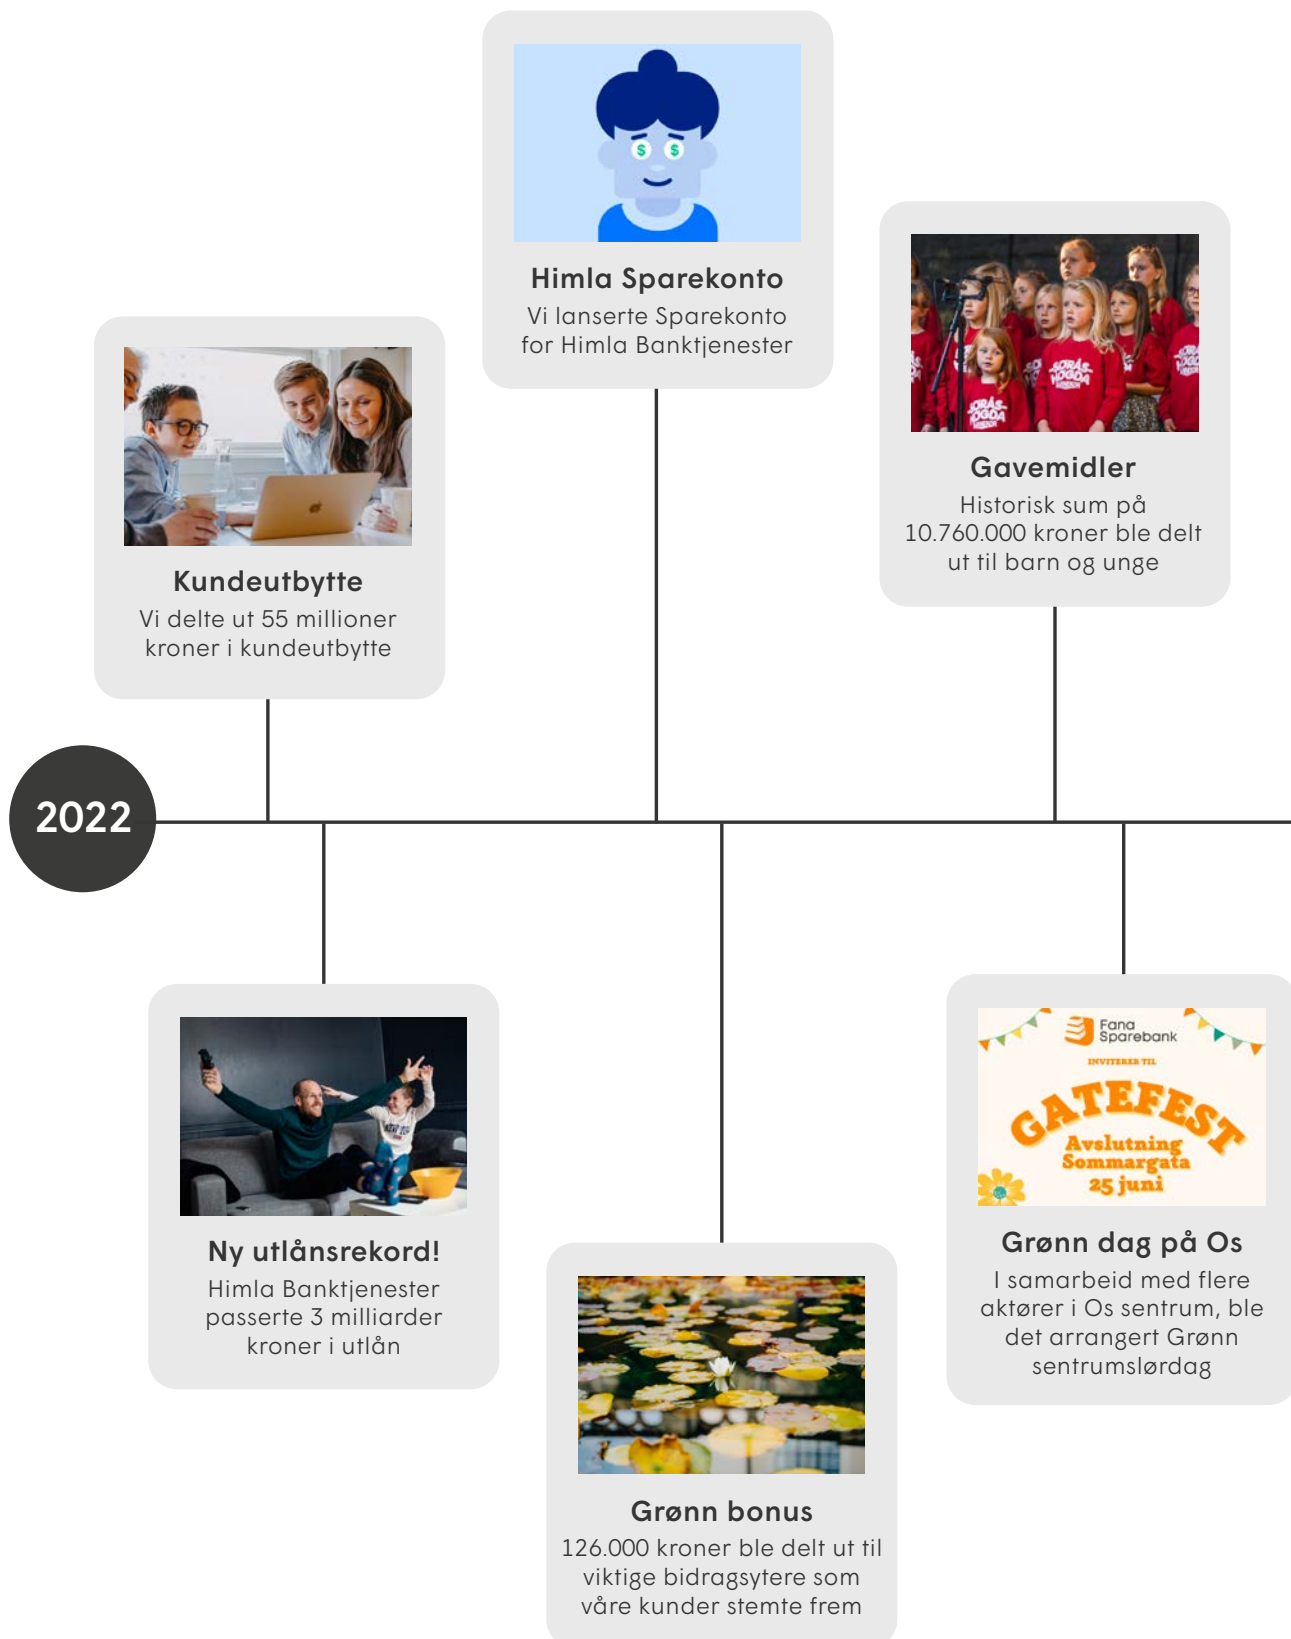 Himla Sparekonto
Vi lanserte Sparekonto
for Himla Banktjenester
Gavemidler
Historisk sum på
10.760.000 kroner ble delt
ut til barn og unge
Kundeutbytte
Vi delte ut 55 millioner
kroner i kundeutbytte
2022
Ny utlånsrekord!
Himla Banktjenester
passerte 3 milliarder
kroner i utlån
Grønn bonus
126.000 kroner ble delt ut til
viktige bidragsytere som
våre kunder stemte frem
Fana
Sparebank
INVITERER TIL
GATEFEST
Avslutning
Sommargata
25 juni
Grønn dag på Os
I samarbeid med flere
aktører i Os sentrum, ble
det arrangert Grønn
sentrumslørdag